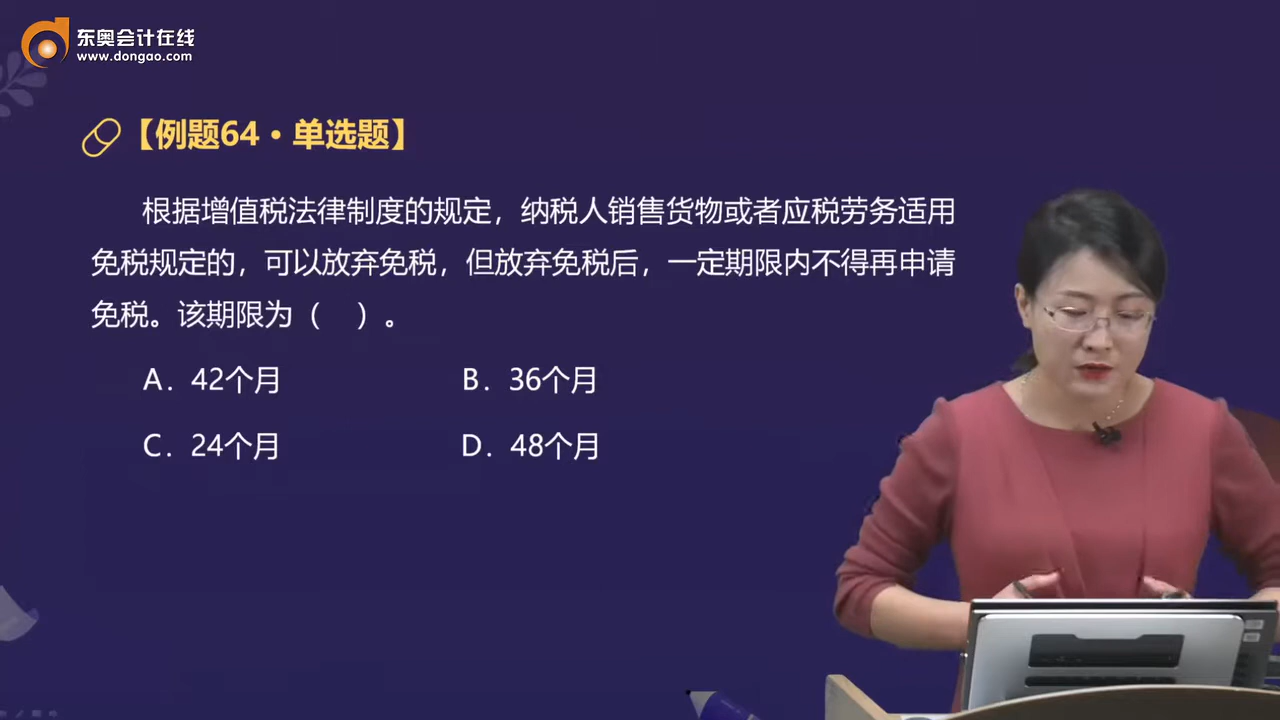 东奥会计在线
www.dongao.com
【例题64·单选题】
根据增值税法律制度的规定，纳税人销售货物或者应税劳务适用
免税规定的，可以放弃免税，但放弃免税后，一定期限内不得再申请
免税。该期限为（ ）。
A．42个月 B．36个月
C．24个月 D．48个月